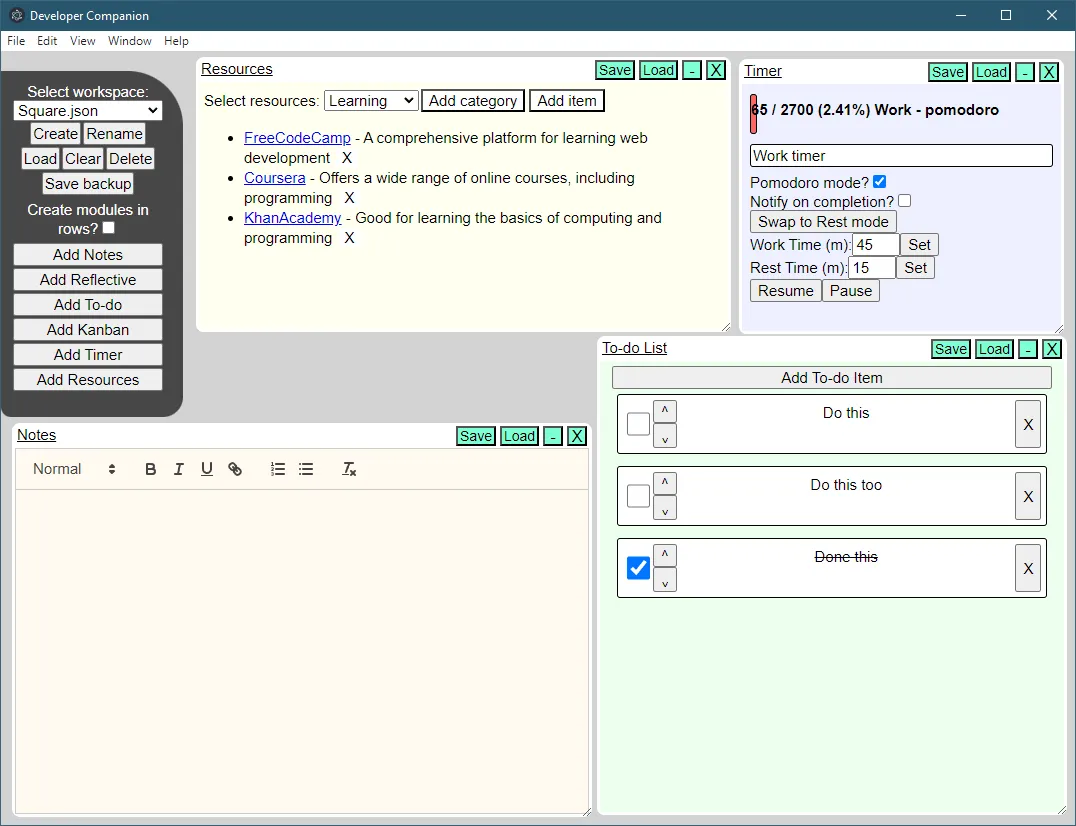 Developer Companion
File Edit View Window Help
Select workspace:
Square.json
Create Rename
Load Clear Delete
Save backup
Create modules in
rows?
Add Notes
Add Reflective
Add To-do
Add Kanban
Add Timer
Add Resources
Resources Save Load - X
Select resources: Learning Add category Add item
FreeCodeCamp - A comprehensive platform for learning web
development X
Coursera - Offers a wide range of online courses, including
programming X
KhanAcademy - Good for learning the basics of computing and
programming X
Timer Save Load - X
65 / 2700 (2.41%) Work - pomodoro
Work timer
Pomodoro mode?
Notify on completion?
Swap to Rest mode
Work Time (m): 45 Set
Rest Time (m): 15 Set
Resume Pause
Notes Save Load - X
Normal B I U
To-do List Save Load - X
Add To-do Item
^ Do this X
v
^ Do this too X
v
^ Done this X
v